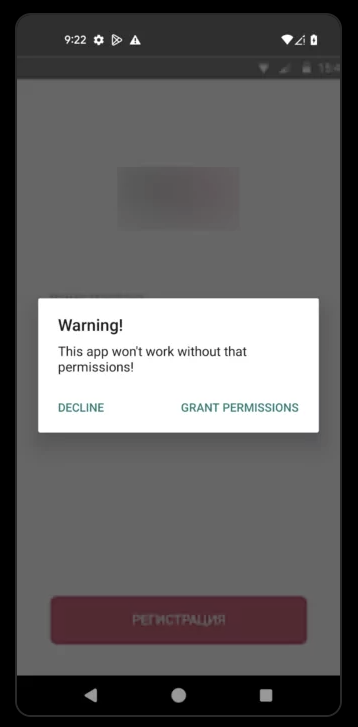 9:22
Warning!
This app won't work without that
permissions!
DECLINE
GRANT PERMISSIONS
РЕГИСТРАЦИЯ